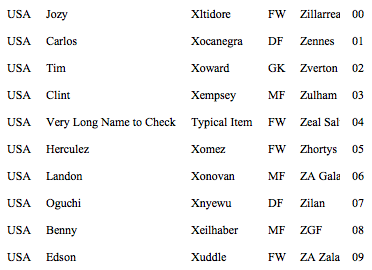 USA Jozy Xltidore FW Zillarrea 00
USA Carlos Xocanegra DF Zennes 01
USA Tim Xoward GK Zverton 02
USA Clint Xempsey MF Zulham 03
USA Very Long Name to Check Typical Item FW Zeal Sal 04
USA Herculez Xomez FW Zhortys 05
USA Landon Xonovan MF ZA Gala 06
USA Oguchi Xnyewu DF Zilan 07
USA Benny Xeilhaber MF ZGF 08
USA Edson Xuddle FW ZA Zala 09